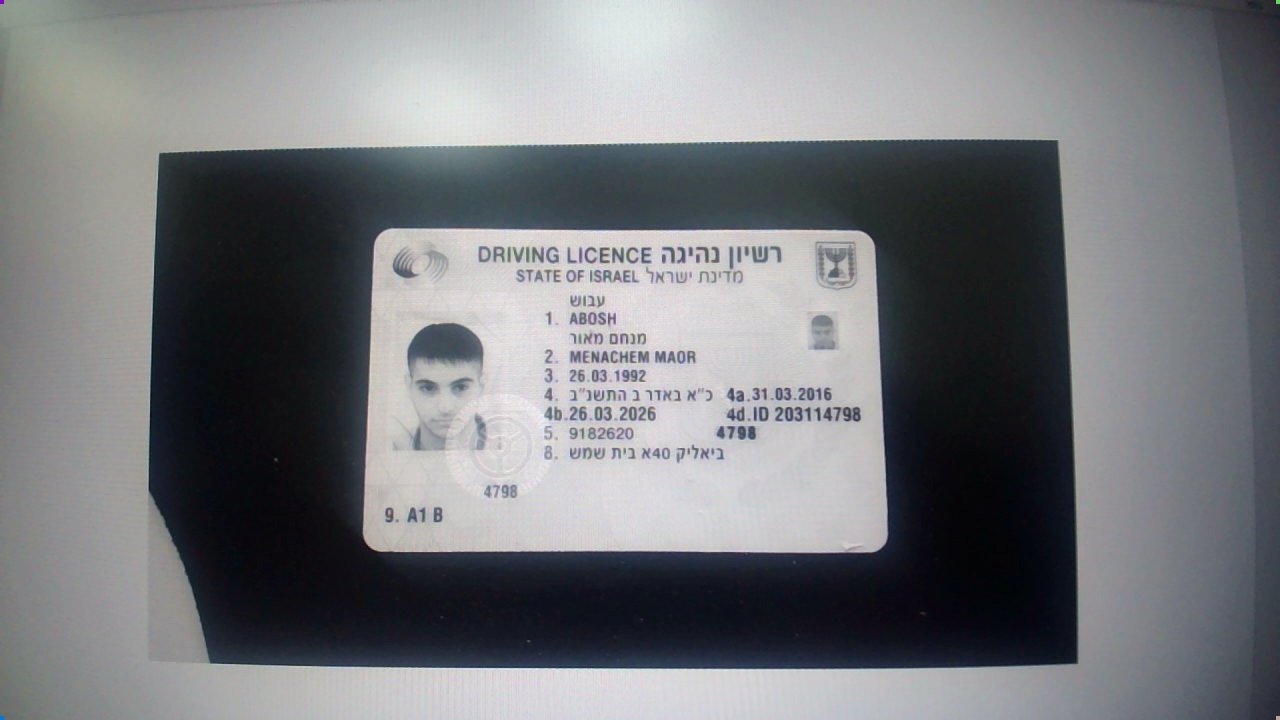 DRIVING LICENCE רשיון נהיגה
STATE OF ISRAEL מדינת ישראל
עבוש
1. ABOSH
מנחם מאור
2. MENACHEM MAOR
3. 26.03.1992
4. כ"א באדר ב התשנ"ב 4a.31.03.2016
4b.26.03.2026 4d.ID 203114798
5. 9182620 4798
8. ביאליק 40א בית שמש
4798
9. A1 B